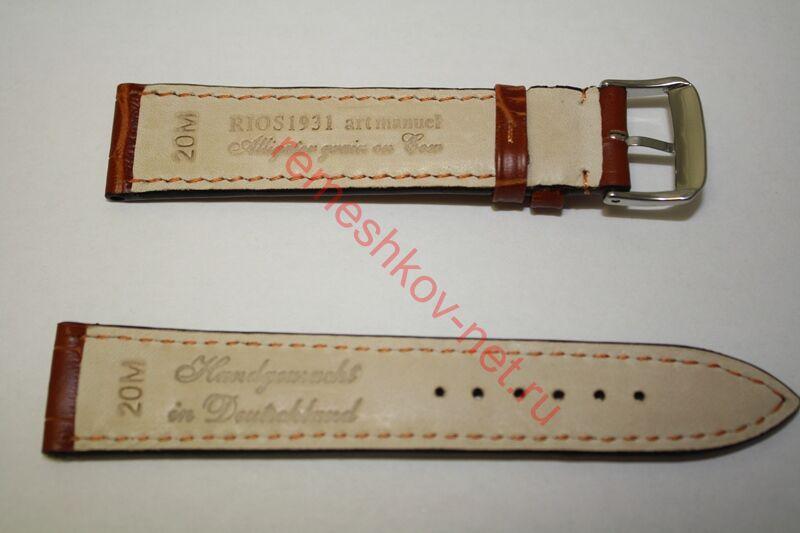 20M
RIOS1931 art manuel
Alligator grain on Cow
20M
Handgemacht
in Deutschland
remeshkov-net.ru